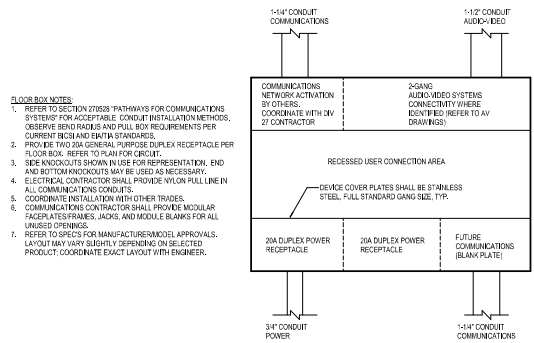 1-1/4" CONDUIT
COMMUNICATIONS
1-1/2" CONDUIT
AUDIO-VIDEO
FLOOR BOX NOTES:
1. REFER TO SECTION 270528 "PATHWAYS FOR COMMUNICATIONS
SYSTEMS" FOR ACCEPTABLE CONDUIT INSTALLATION METHODS.
OBSERVE BEND RADIUS AND PULL BOX REQUIREMENTS PER
CURRENT BICSI AND EIA/TIA STANDARDS.
2. PROVIDE TWO 20A GENERAL PURPOSE DUPLEX RECEPTACLE PER
FLOOR BOX. REFER TO PLAN FOR CIRCUIT.
3. SIDE KNOCKOUTS SHOWN IN USE FOR REPRESENTATION. END
AND BOTTOM KNOCKOUTS MAY BE USED AS NECESSARY.
4. ELECTRICAL CONTRACTOR SHALL PROVIDE NYLON PULL LINE IN
ALL COMMUNICATIONS CONDUITS.
5. COORDINATE INSTALLATION WITH OTHER TRADES.
6. COMMUNICATIONS CONTRACTOR SHALL PROVIDE MODULAR
FACEPLATES/FRAMES, JACKS, AND MODULE BLANKS FOR ALL
UNUSED OPENINGS.
7. REFER TO SPEC'S FOR MANUFACTURER/MODEL APPROVALS.
LAYOUT MAY VARY SLIGHTLY DEPENDING ON SELECTED
PRODUCT; COORDINATE EXACT LAYOUT WITH ENGINEER.
COMMUNICATIONS
NETWORK ACTIVATION
BY OTHERS.
COORDINATE WITH DIV
27 CONTRACTOR
2-GANG
AUDIO-VIDEO SYSTEMS
CONNECTIVITY WHERE
IDENTIFIED (REFER TO AV
DRAWINGS)
RECESSED USER CONNECTION AREA
DEVICE COVER PLATES SHALL BE STAINLESS
STEEL, FULL STANDARD GANG SIZE, TYP.
20A DUPLEX POWER
RECEPTACLE
20A DUPLEX POWER
RECEPTACLE
FUTURE
COMMUNICATIONS
(BLANK PLATE)
3/4" CONDUIT
POWER
1-1/4" CONDUIT
COMMUNICATIONS